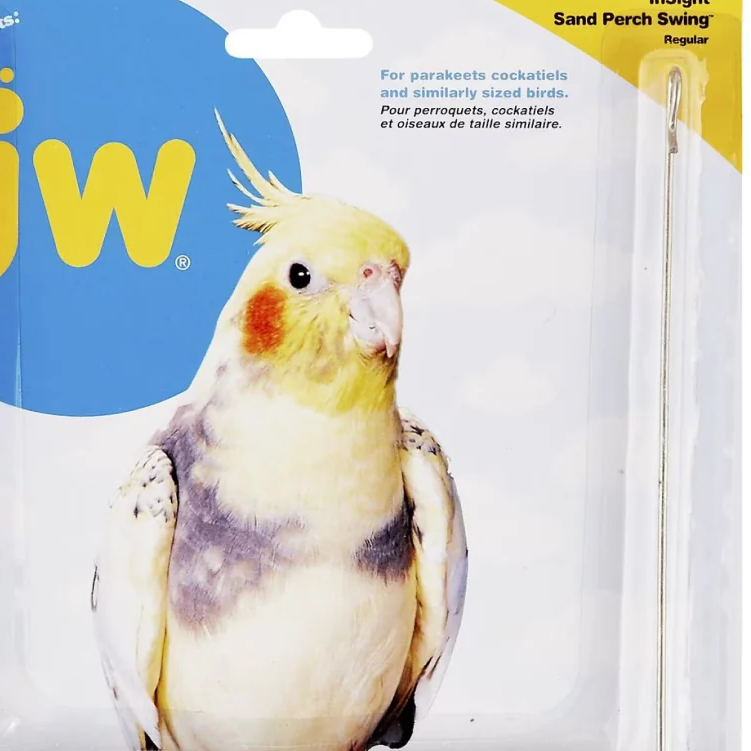 InSight
Sand Perch Swing™
Regular
For parakeets cockatiels
and similarly sized birds.
Pour perroquets, cockatiels
et oiseaux de taille similaire.
jw®